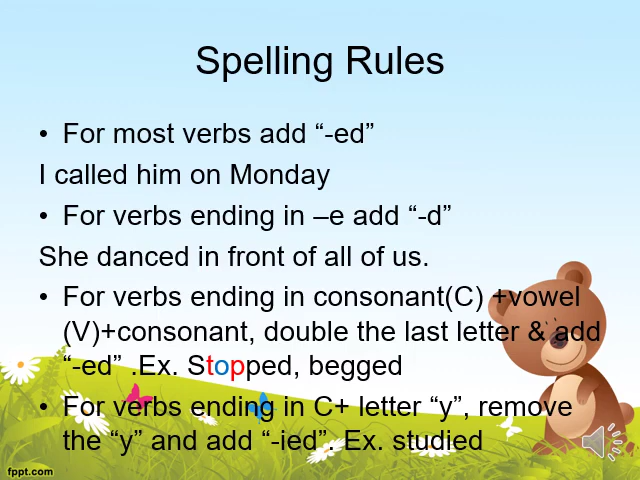 Spelling Rules
• For most verbs add “-ed”
I called him on Monday
• For verbs ending in –e add “-d”
She danced in front of all of us.
• For verbs ending in consonant(C) +vowel
(V)+consonant, double the last letter & add
“-ed” .Ex. Stopped, begged
• For verbs ending in C+ letter “y”, remove
the “y” and add “-ied”. Ex. studied
fppt.com